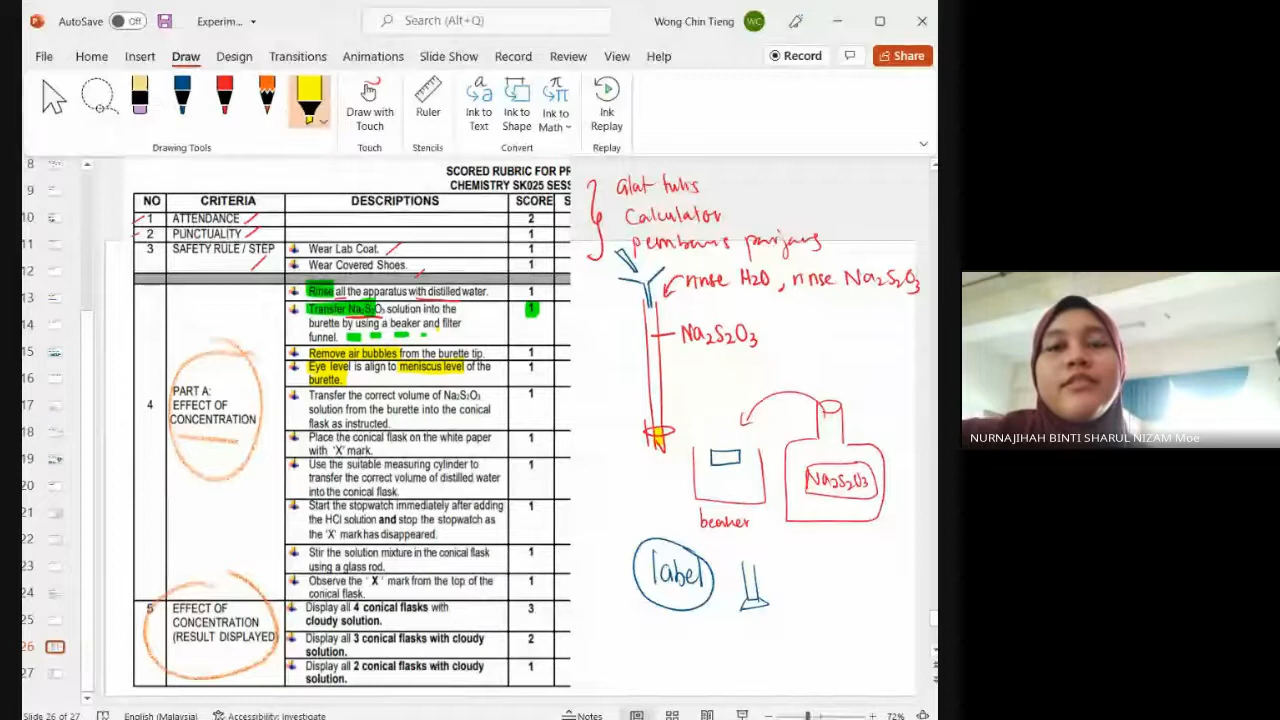 AutoSave Off Experim... Search (Alt+Q) Wong Chin Tieng WC
File Home Insert Draw Design Transitions Animations Slide Show Record Review View Help Record Share
Draw with Touch
Ruler
Ink to Text
Ink to Shape
Ink to Math
Ink Replay
Drawing Tools Touch Stencils Convert Replay
8
9
10
11
12
13
14
15
16
17
18
19
20
21
22
23
24
25
26
27
SCORED RUBRIC FOR PR
CHEMISTRY SK025 SESS
NO CRITERIA DESCRIPTIONS SCORE S
1 ATTENDANCE 2
2 PUNCTUALITY 1
3 SAFETY RULE / STEP Wear Lab Coat. 1
Wear Covered Shoes. 1
4
PART A:
EFFECT OF
CONCENTRATION
Rinse all the apparatus with distilled water. 1
Transfer Na2S2O3 solution into the 1
burette by using a beaker and filter
funnel.
Remove air bubbles from the burette tip. 1
Eye level is align to meniscus level of the 1
burette.
Transfer the correct volume of Na2S2O3 1
solution from the burette into the conical
flask as instructed.
Place the conical flask on the white paper 1
with 'X' mark.
Use the suitable measuring cylinder to 1
transfer the correct volume of distilled water
into the conical flask.
Start the stopwatch immediately after adding 1
the HCl solution and stop the stopwatch as
the 'X' mark has disappeared.
Stir the solution mixture in the conical flask 1
using a glass rod.
Observe the ' X ' mark from the top of the 1
conical flask.
5 EFFECT OF
CONCENTRATION
(RESULT DISPLAYED)
Display all 4 conical flasks with 3
cloudy solution.
Display all 3 conical flasks with cloudy 2
solution.
Display all 2 conical flasks with cloudy 1
solution.
alat tulis
Calculator
pembaris panjang
rinse H2O , rinse Na2S2O3
Na2S2O3
Na2S2O3
beaker
label
NURNAJIHAH BINTI SHARUL NIZAM Moe
Slide 26 of 27 English (Malaysia) Accessibility: Investigate Notes 72%